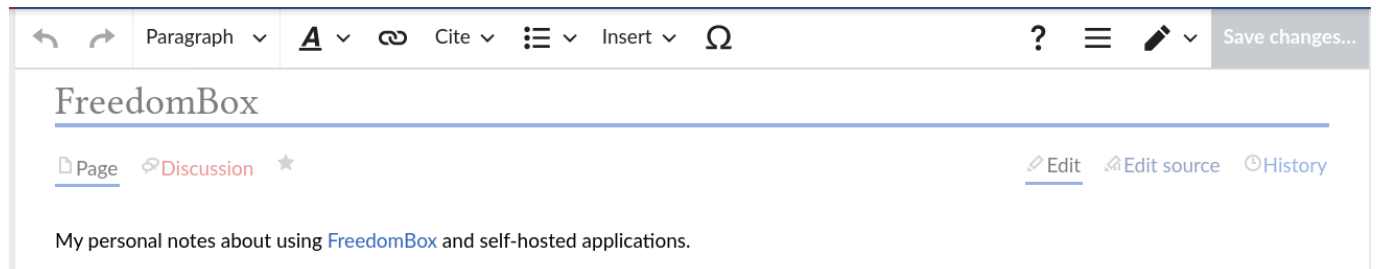 Paragraph A Cite Insert Ω ? Save changes...
FreedomBox
Page Discussion Edit Edit source History
My personal notes about using FreedomBox and self-hosted applications.